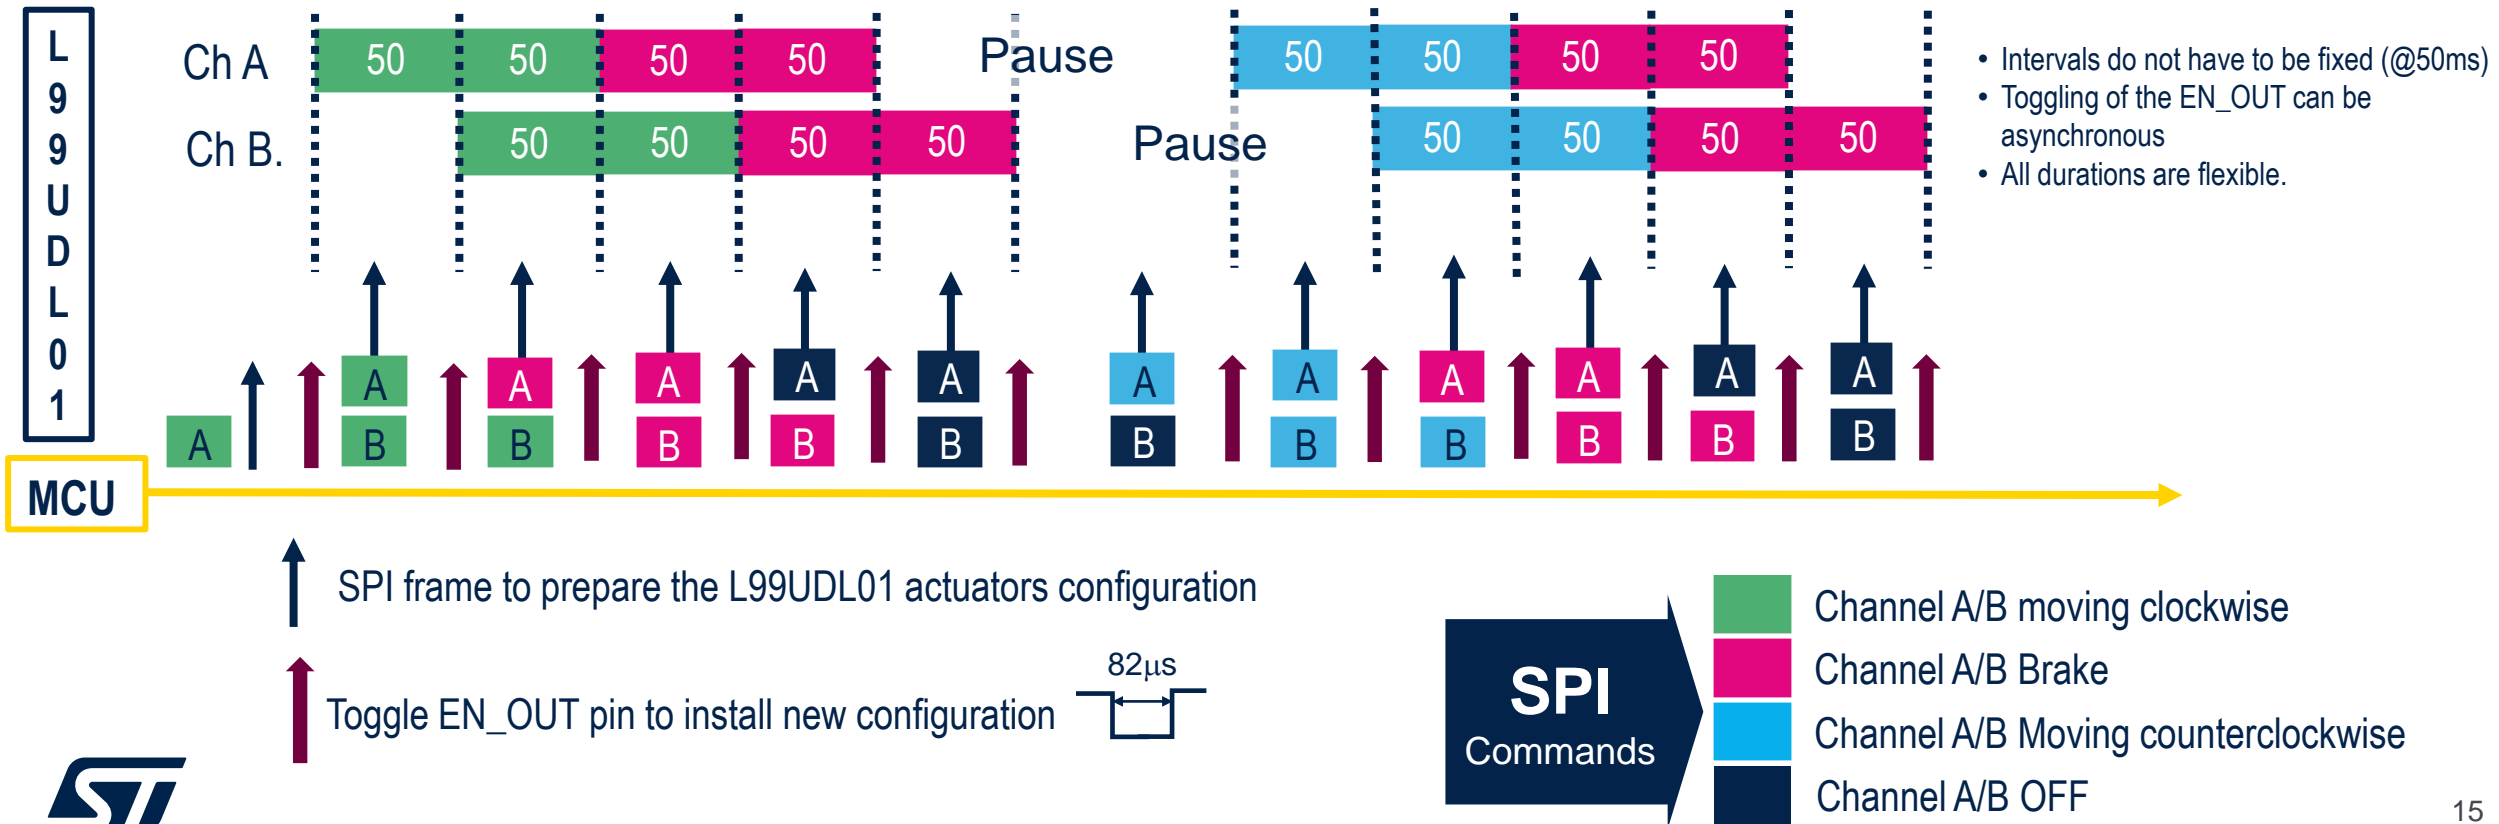 L99UDL01
Ch A
50 50 50 50
Pause
50 50 50 50
Ch B.
50 50 50 50
Pause
50 50 50 50
• Intervals do not have to be fixed (@50ms)
• Toggling of the EN_OUT can be
asynchronous
• All durations are flexible.
A A A A A A A A A A A
A B B B B B B B B B B B
MCU
SPI frame to prepare the L99UDL01 actuators configuration
Toggle EN_OUT pin to install new configuration
82μs
SPI
Commands
Channel A/B moving clockwise
Channel A/B Brake
Channel A/B Moving counterclockwise
Channel A/B OFF
ST
15